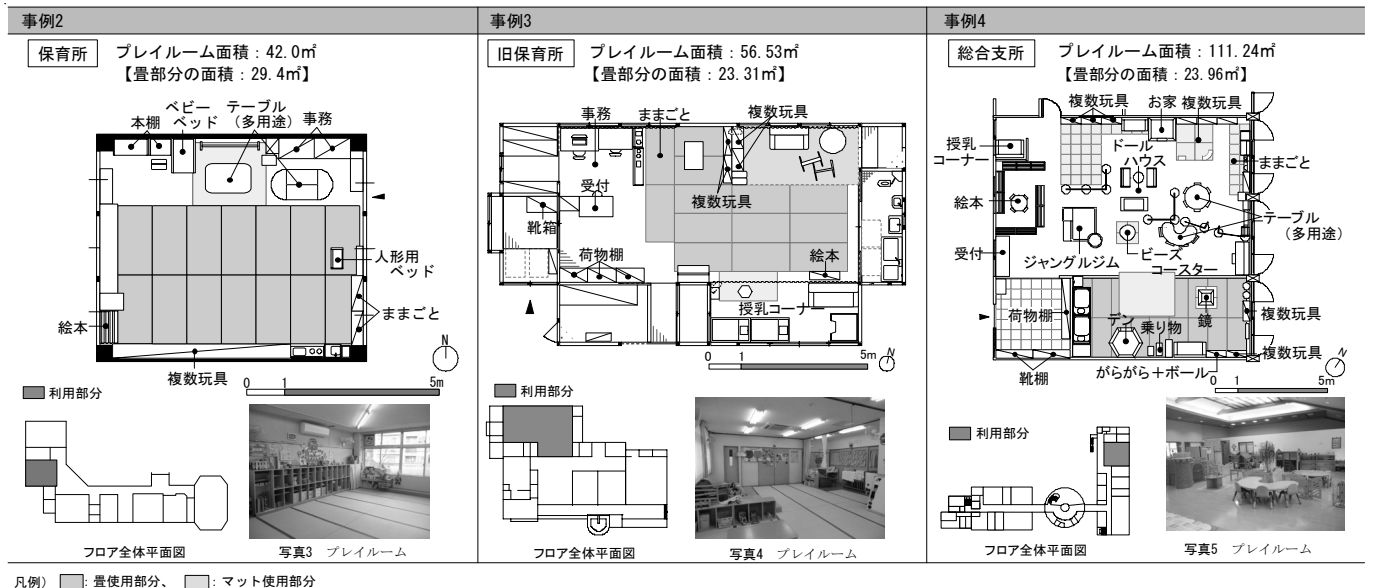 事例2
保育所 プレイルーム面積：42.0㎡
【畳部分の面積：29.4㎡】
本棚
ベビーベッド
テーブル（多用途）
事務
人形用ベッド
ままごと
絵本
複数玩具
N
利用部分
0 1 5m
フロア全体平面図
写真3 プレイルーム
事例3
旧保育所 プレイルーム面積：56.53㎡
【畳部分の面積：23.31㎡】
事務
ままごと
複数玩具
受付
複数玩具
靴箱
荷物棚
絵本
授乳コーナー
0 1 5m
N
フロア全体平面図
写真4 プレイルーム
事例4
総合支所 プレイルーム面積：111.24㎡
【畳部分の面積：23.96㎡】
複数玩具
お家
複数玩具
授乳コーナー
ドールハウス
ままごと
絵本
テーブル（多用途）
受付
ジャングルジム
ビーズコースター
荷物棚
デン
乗り物
鏡
複数玩具
複数玩具
靴棚
がらがら＋ボール
0 1 5m
N
利用部分
フロア全体平面図
写真5 プレイルーム
凡例） ：畳使用部分、 ：マット使用部分